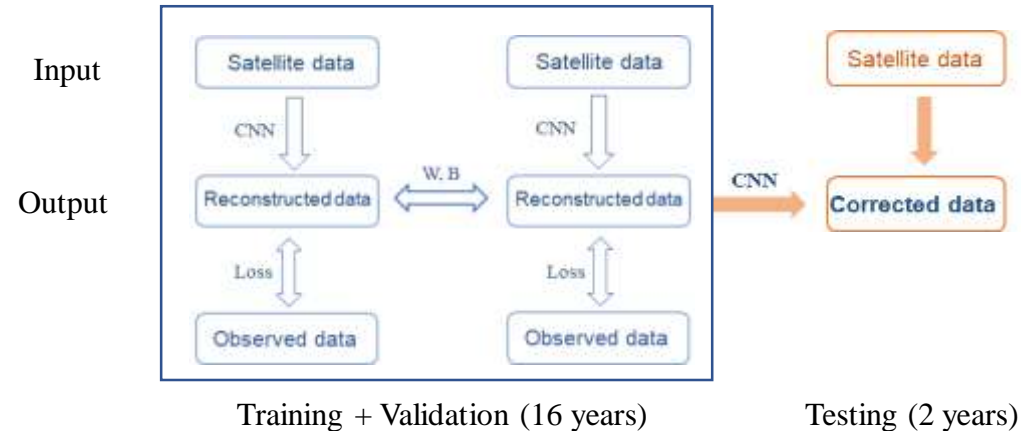 Input
Satellite data
Satellite data
Satellite data
CNN
CNN
W. B
CNN
Output
Reconstructed data
Reconstructed data
Corrected data
Loss
Loss
Observed data
Observed data
Training + Validation (16 years)
Testing (2 years)